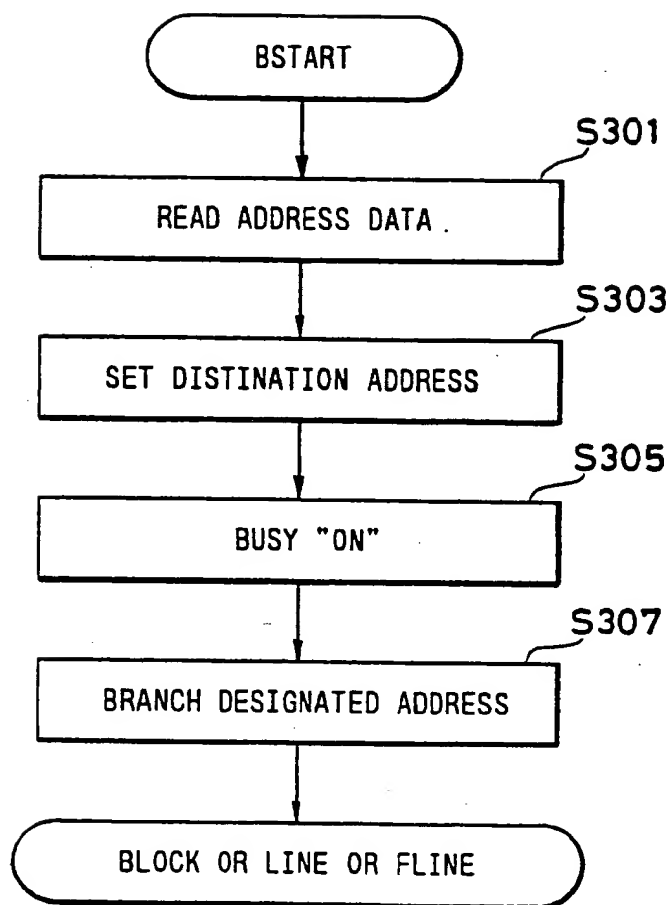 BSTART
S301
READ ADDRESS DATA
S303
SET DISTINATION ADDRESS
S305
BUSY "ON"
S307
BRANCH DESIGNATED ADDRESS
BLOCK OR LINE OR FLINE